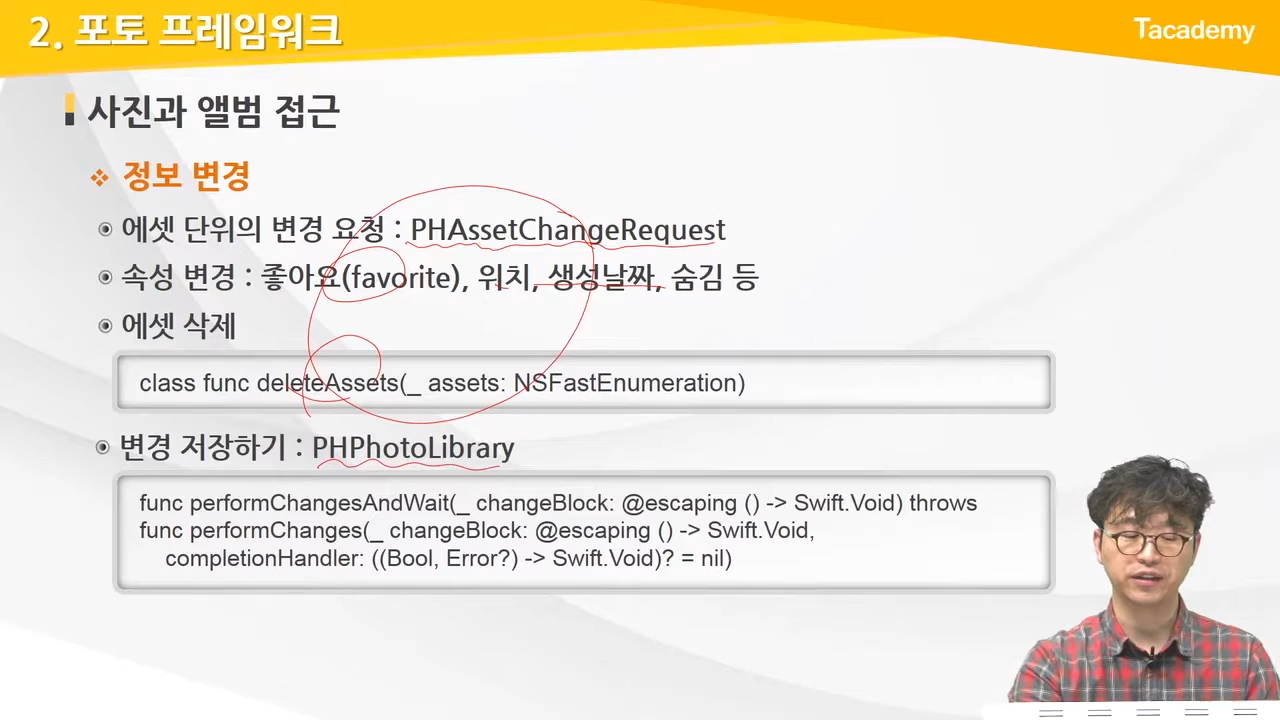 2. 포토 프레임워크
Tacademy
사진과 앨범 접근
정보 변경
에셋 단위의 변경 요청 : PHAssetChangeRequest
속성 변경 : 좋아요(favorite), 위치, 생성날짜, 숨김 등
에셋 삭제
class func deleteAssets(_ assets: NSFastEnumeration)
변경 저장하기 : PHPhotoLibrary
func performChangesAndWait(_ changeBlock: @escaping () -> Swift.Void) throws
func performChanges(_ changeBlock: @escaping () -> Swift.Void,
completionHandler: ((Bool, Error?) -> Swift.Void)? = nil)